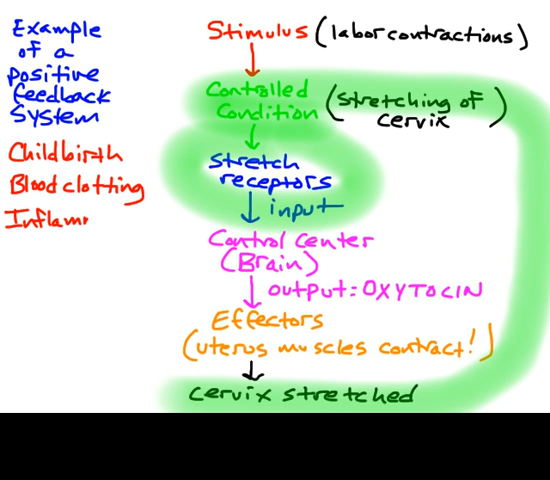 Example
of a
positive
feedback
system
Childbirth
Blood clotting
Inflam
Stimulus (labor contractions)
Controlled
Condition (stretching of
cervix)
stretch
receptors
input
Control center
(Brain)
output: OXYTOCIN
Effectors
(uterus muscles contract!)
cervix stretched